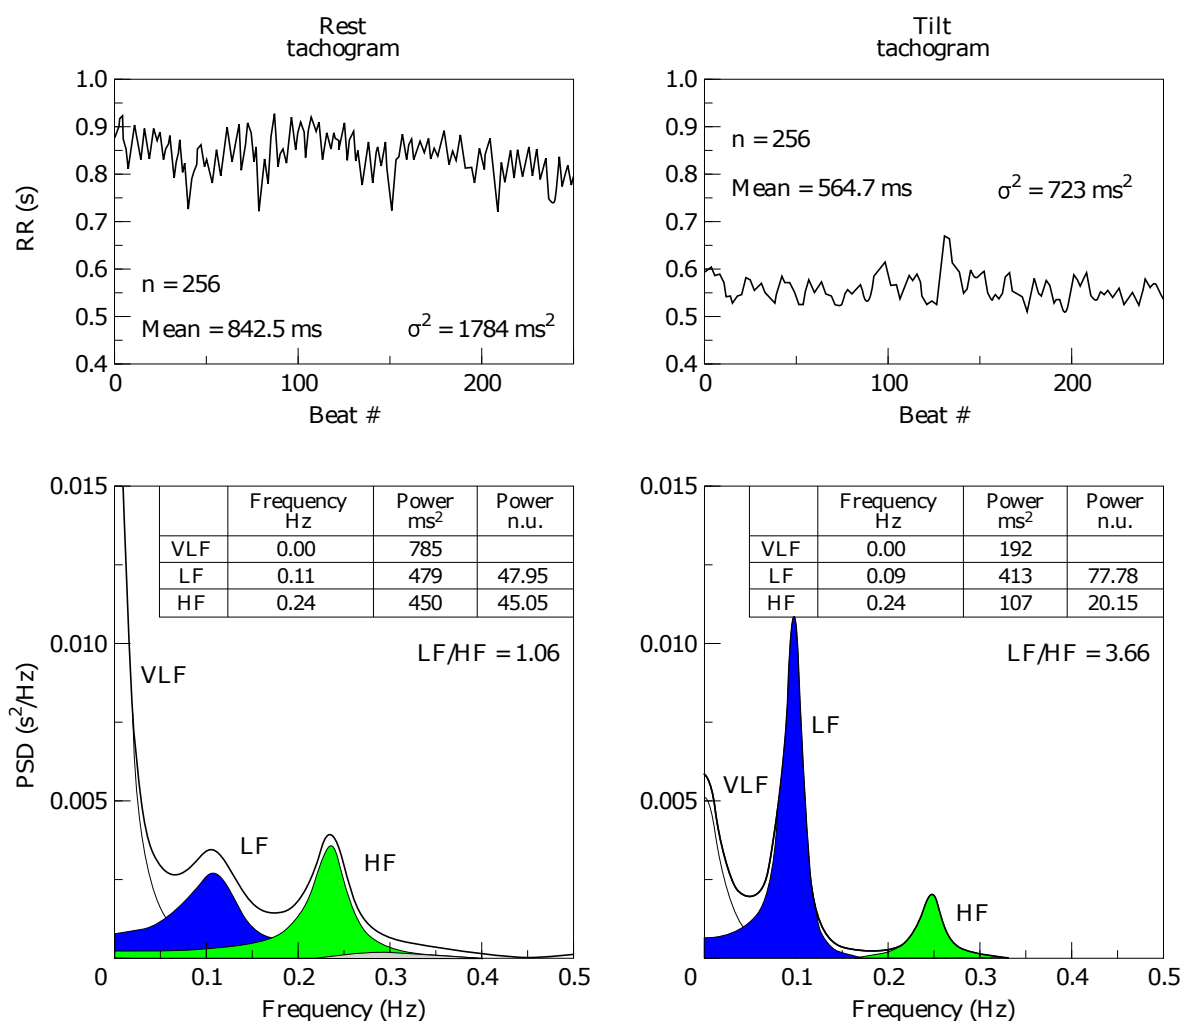 Rest
tachogram
1.0
0.9
0.8
0.7
0.6
0.5
0.4
RR (s)
n = 256
Mean = 842.5 ms σ² = 1784 ms²
0 100 200
Beat #
Tilt
tachogram
1.0
0.9
0.8
0.7
0.6
0.5
0.4
n = 256
Mean = 564.7 ms σ² = 723 ms²
0 100 200
Beat #
0.015
0.010
0.005
PSD (s²/Hz)
Frequency Hz Power ms² Power n.u.
VLF 0.00 785
LF 0.11 479 47.95
HF 0.24 450 45.05
LF/HF = 1.06
VLF
LF
HF
0 0.1 0.2 0.3 0.4 0.5
Frequency (Hz)
0.015
0.010
0.005
Frequency Hz Power ms² Power n.u.
VLF 0.00 192
LF 0.09 413 77.78
HF 0.24 107 20.15
LF/HF = 3.66
LF
VLF
HF
0 0.1 0.2 0.3 0.4 0.5
Frequency (Hz)